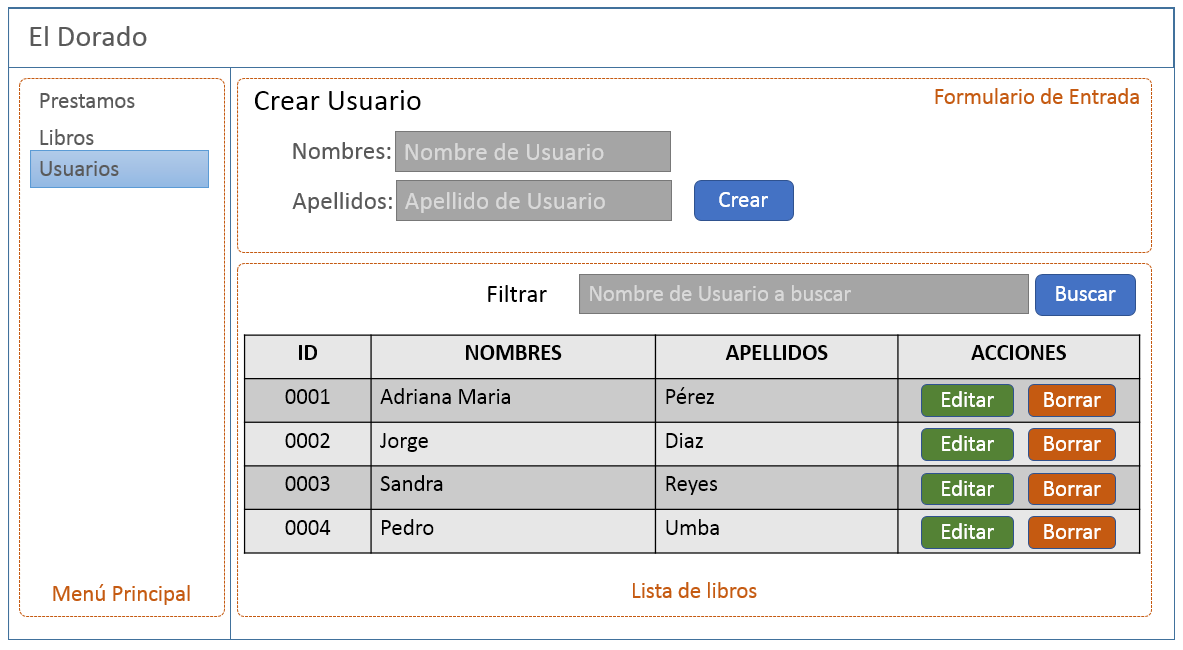 El Dorado
Prestamos
Libros
Usuarios
Menú Principal
Crear Usuario
Formulario de Entrada
Nombres: Nombre de Usuario
Apellidos: Apellido de Usuario Crear
Filtrar Nombre de Usuario a buscar Buscar
ID NOMBRES APELLIDOS ACCIONES
0001 Adriana Maria Pérez Editar Borrar
0002 Jorge Diaz Editar Borrar
0003 Sandra Reyes Editar Borrar
0004 Pedro Umba Editar Borrar
Lista de libros